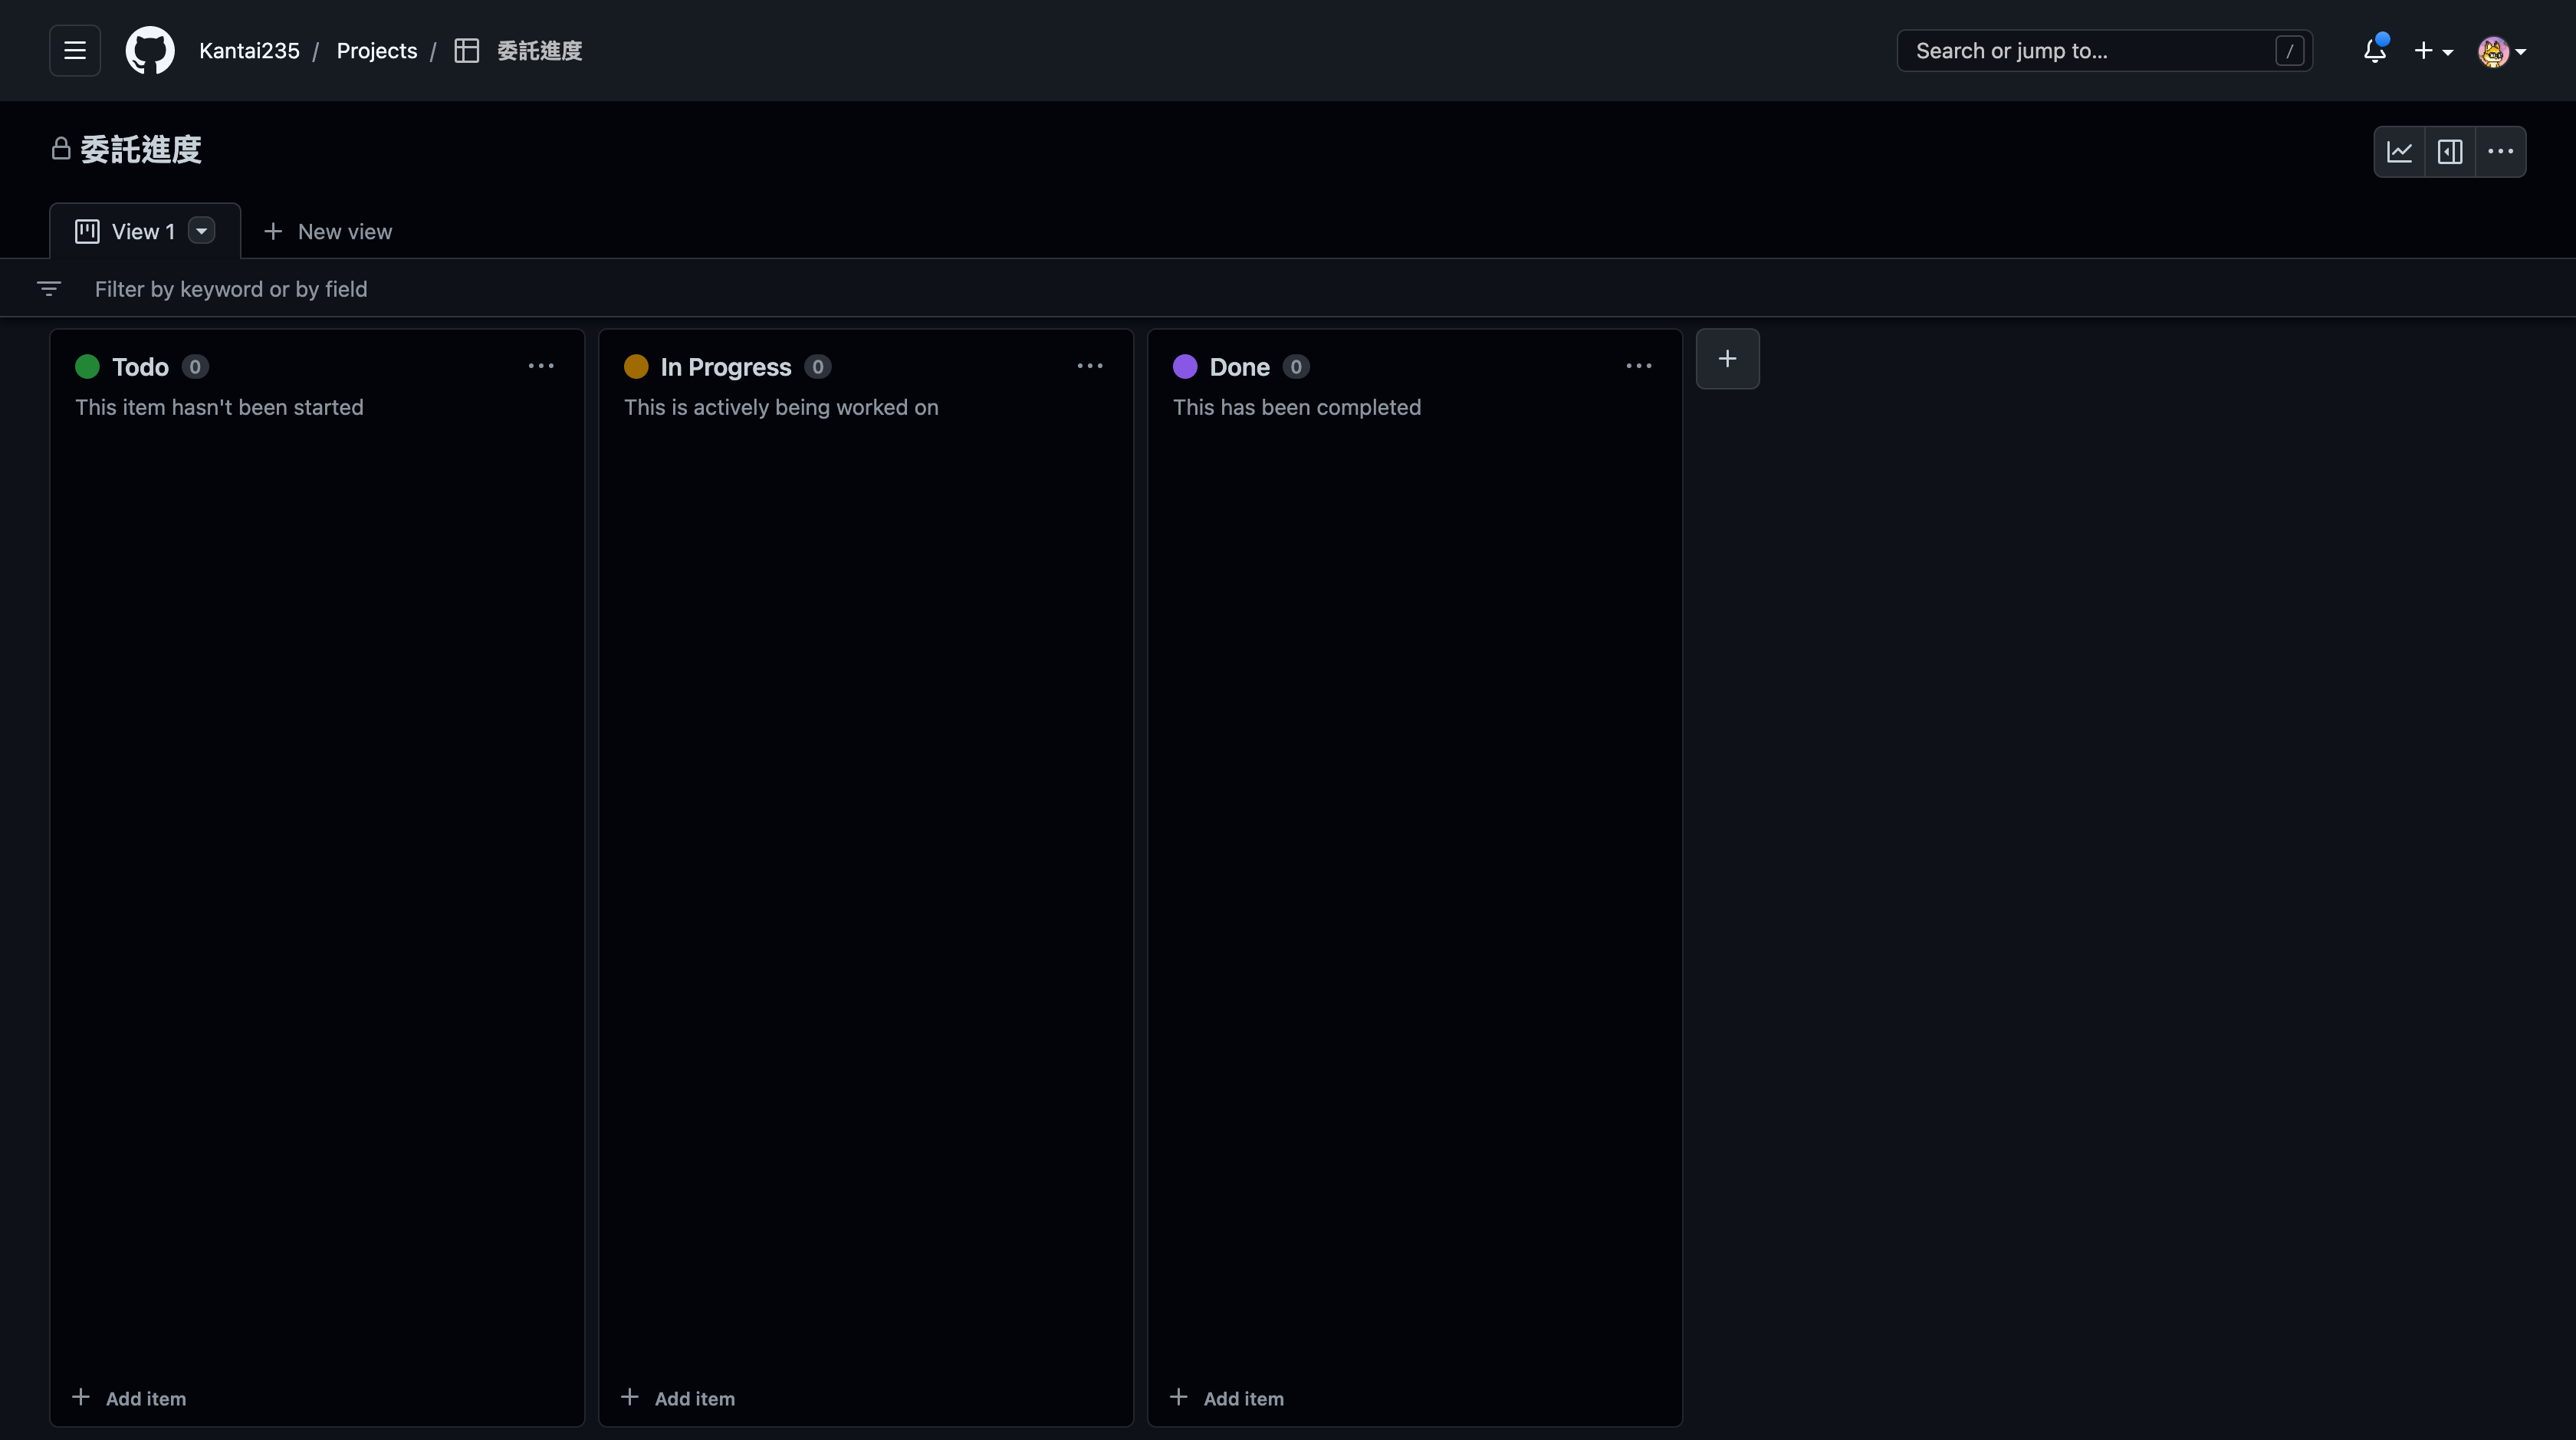 Kantai235 / Projects / 委託進度
Search or jump to...
/
委託進度
View 1
New view
Filter by keyword or by field
Todo 0
This item hasn't been started
Add item
In Progress 0
This is actively being worked on
Add item
Done 0
This has been completed
Add item